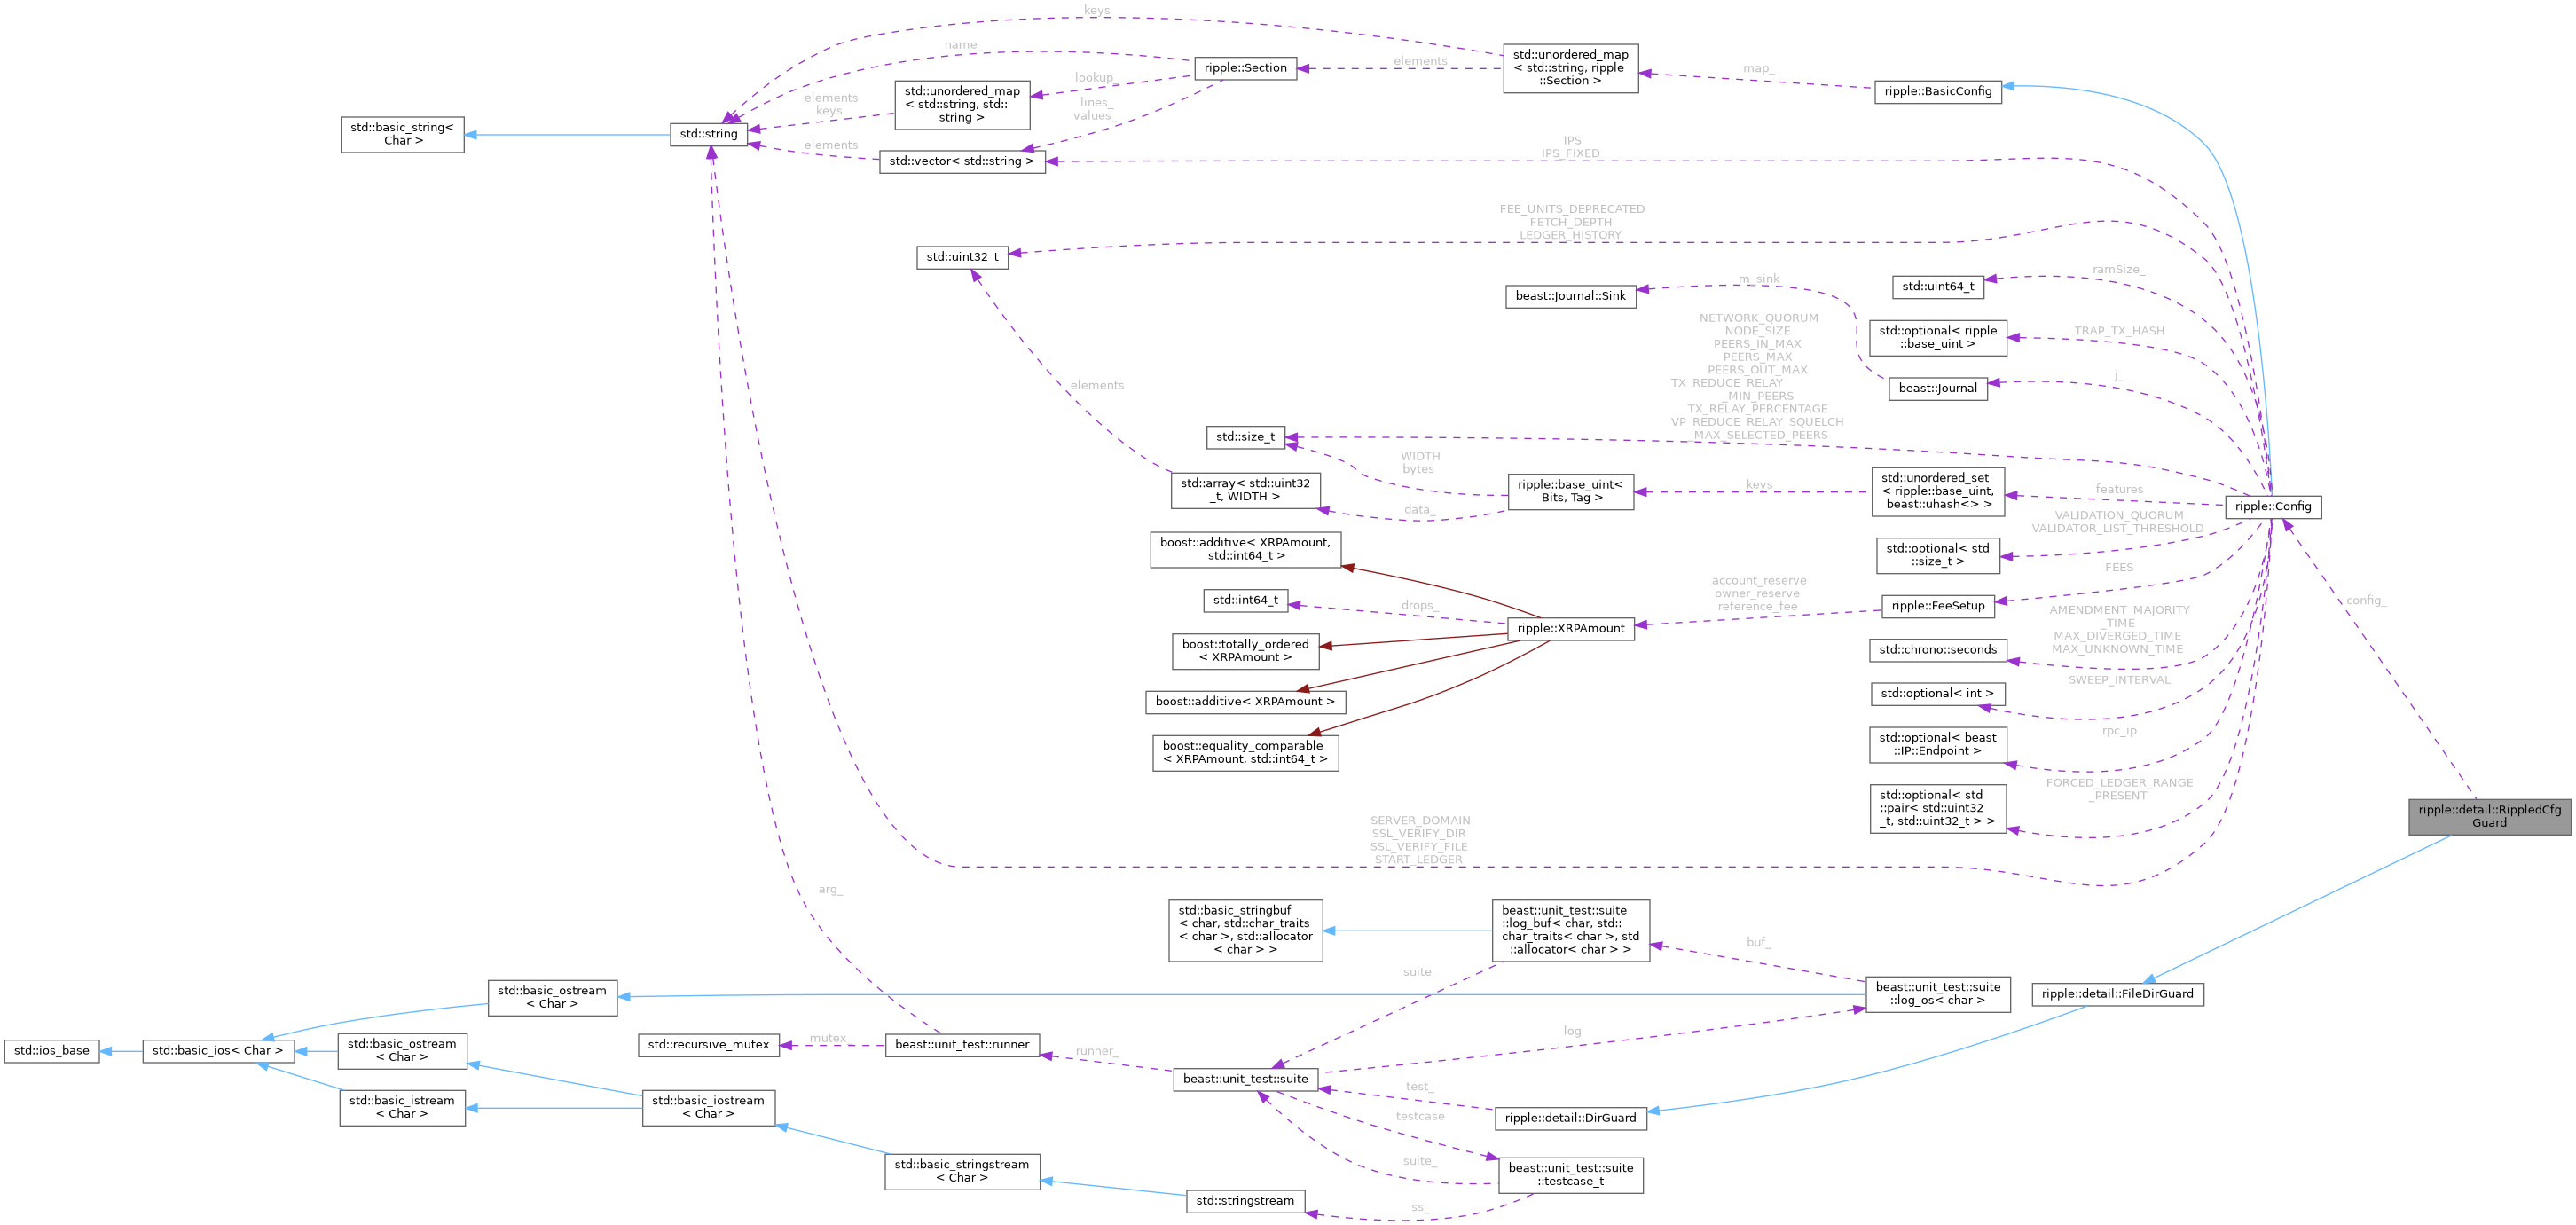 keys
name_
lookup_
lines_
values_
elements
keys
elements
elements
map_
std::basic_string<
Char >
std::string
std::unordered_map
< std::string, std::
string >
std::vector< std::string >
ripple::Section
std::unordered_map
< std::string, ripple
::Section >
ripple::BasicConfig
IPS
IPS_FIXED
FEE_UNITS_DEPRECATED
FETCH_DEPTH
LEDGER_HISTORY
std::uint32_t
m_sink
beast::Journal::Sink
ramSize_
std::uint64_t
std::optional< ripple
::base_uint >
TRAP_TX_HASH
beast::Journal
j_
elements
NETWORK_QUORUM
NODE_SIZE
PEERS_IN_MAX
PEERS_MAX
PEERS_OUT_MAX
TX_REDUCE_RELAY
_MIN_PEERS
TX_RELAY_PERCENTAGE
VP_REDUCE_RELAY_SQUELCH
_MAX_SELECTED_PEERS
std::size_t
WIDTH
bytes
std::array< std::uint32
_t, WIDTH >
data_
ripple::base_uint<
Bits, Tag >
keys
std::unordered_set
< ripple::base_uint,
beast::uhash<> >
features
ripple::Config
VALIDATION_QUORUM
VALIDATOR_LIST_THRESHOLD
std::optional< std
::size_t >
FEES
boost::additive< XRPAmount,
std::int64_t >
std::int64_t
drops_
account_reserve
owner_reserve
reference_fee
ripple::FeeSetup
ripple::XRPAmount
boost::totally_ordered
< XRPAmount >
boost::additive< XRPAmount >
boost::equality_comparable
< XRPAmount, std::int64_t >
AMENDMENT_MAJORITY
_TIME
MAX_DIVERGED_TIME
MAX_UNKNOWN_TIME
std::chrono::seconds
SWEEP_INTERVAL
std::optional< int >
rpc_ip
std::optional< beast
::IP::Endpoint >
FORCED_LEDGER_RANGE
_PRESENT
std::optional< std
::pair< std::uint32
_t, std::uint32_t > >
config_
ripple::detail::RippledCfg
Guard
SERVER_DOMAIN
SSL_VERIFY_DIR
SSL_VERIFY_FILE
START_LEDGER
arg_
std::basic_stringbuf
< char, std::char_traits
< char >, std::allocator
< char > >
beast::unit_test::suite
::log_buf< char, std::
char_traits< char >, std
::allocator< char > >
buf_
suite_
std::basic_ostream
< Char >
beast::unit_test::suite
::log_os< char >
ripple::detail::FileDirGuard
log
std::ios_base
std::basic_ios< Char >
std::basic_ostream
< Char >
std::recursive_mutex
mutex_
beast::unit_test::runner
runner_
beast::unit_test::suite
test_
ripple::detail::DirGuard
std::basic_istream
< Char >
std::basic_iostream
< Char >
testcase
suite_
beast::unit_test::suite
::testcase_t
std::basic_stringstream
< Char >
std::stringstream
ss_